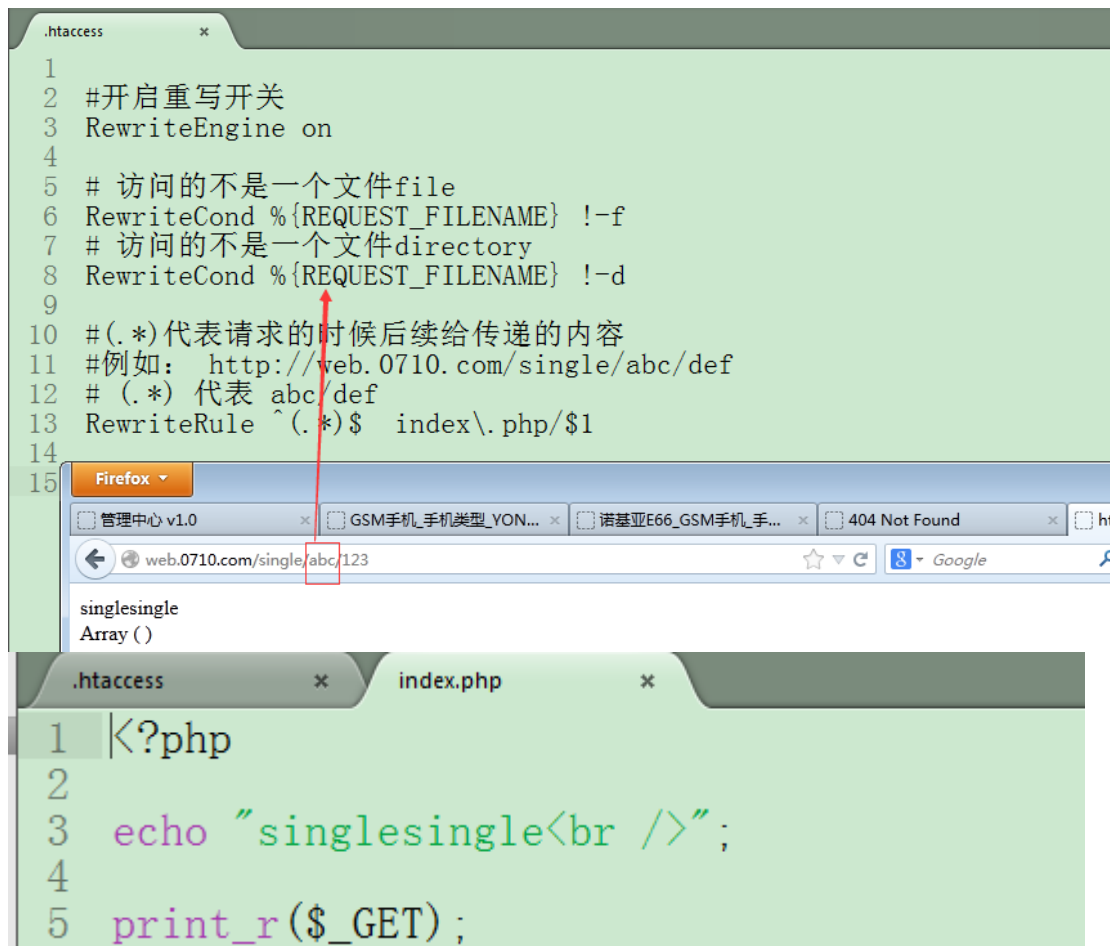 .htaccess ×
1
2 #开启重写开关
3 RewriteEngine on
4
5 # 访问的不是一个文件file
6 RewriteCond %{REQUEST_FILENAME} !-f
7 # 访问的不是一个文件directory
8 RewriteCond %{REQUEST_FILENAME} !-d
9
10 #(.*)代表请求的时候后续给传递的内容
11 #例如: http://web.0710.com/single/abc/def
12 # (.*) 代表 abc/def
13 RewriteRule ^(.*)$ index\.php/$1
14
15
Firefox
管理中心 v1.0 × GSM手机_手机类型_YON... × 诺基亚E66_GSM手机_手... × 404 Not Found ×
web.0710.com/single/abc/123 8 Google
singlesingle
Array ( )
.htaccess × index.php ×
1 <?php
2
3 echo "singlesingle<br />";
4
5 print_r($_GET);